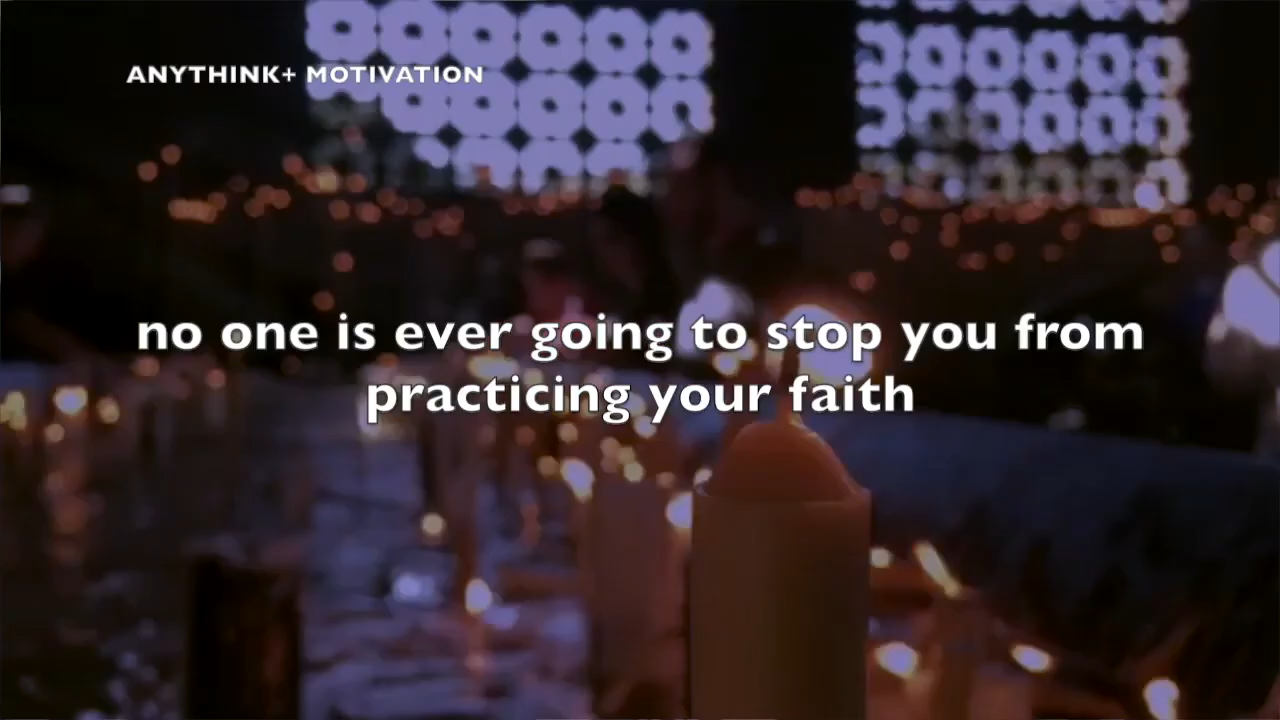 ANYTHINK+ MOTIVATION
no one is ever going to stop you from
practicing your faith